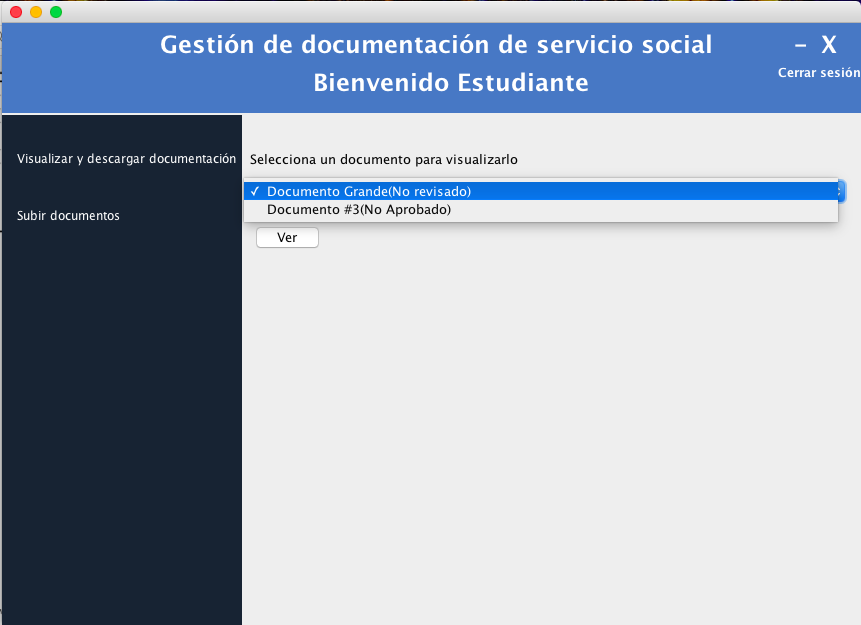 Gestión de documentación de servicio social
– X
Bienvenido Estudiante
Cerrar sesión
Visualizar y descargar documentación
Subir documentos
Selecciona un documento para visualizarlo
✓ Documento Grande(No revisado)
Documento #3(No Aprobado)
Ver